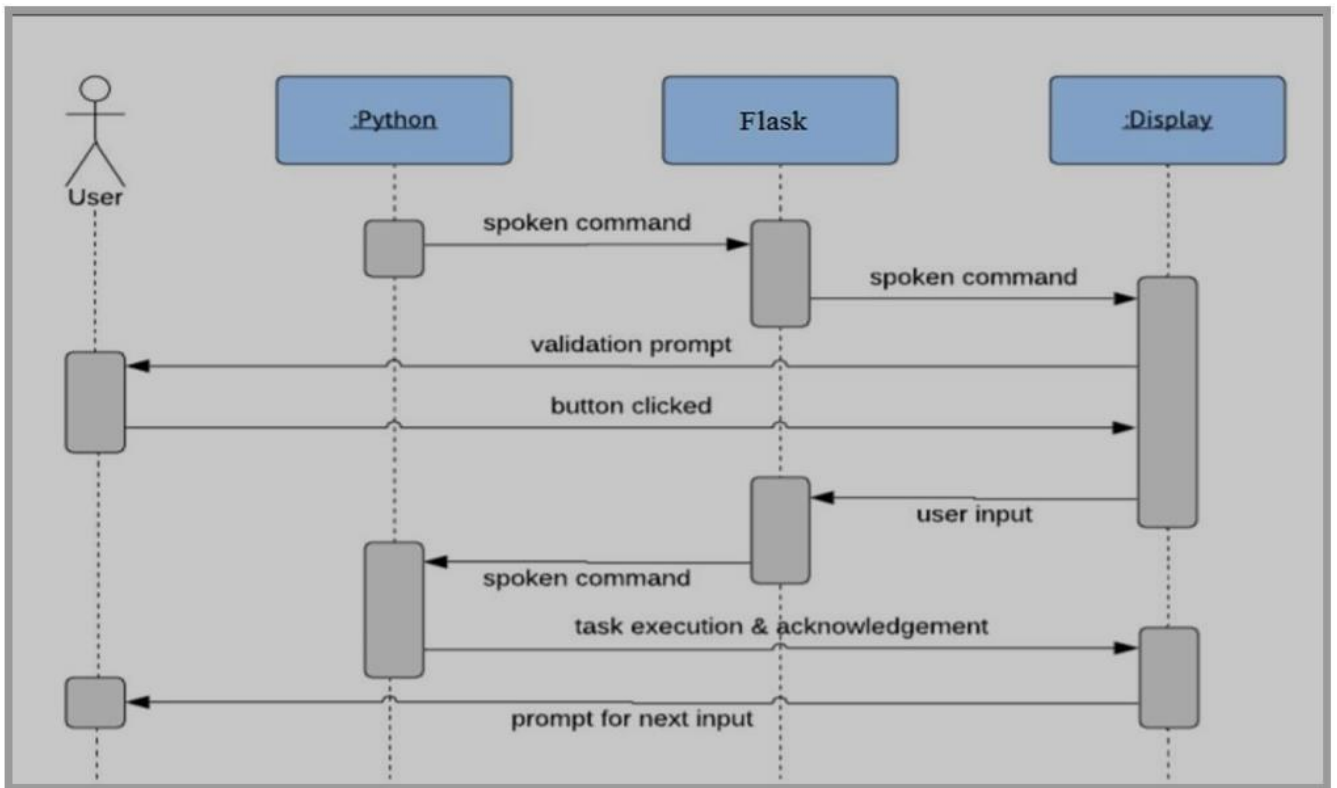 :Python
Flask
:Display
User
spoken command
spoken command
validation prompt
button clicked
user input
spoken command
task execution & acknowledgement
prompt for next input